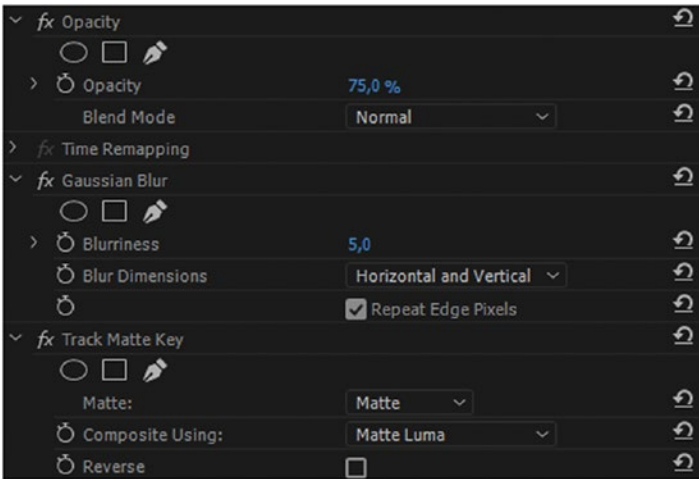 fx Opacity
Opacity 75,0 %
Blend Mode Normal
fx Time Remapping
fx Gaussian Blur
Blurriness 5,0
Blur Dimensions Horizontal and Vertical
Repeat Edge Pixels
fx Track Matte Key
Matte: Matte
Composite Using: Matte Luma
Reverse